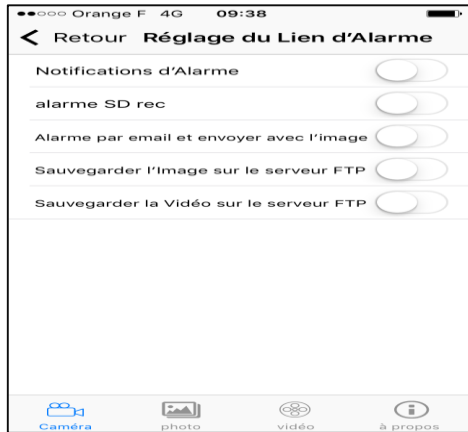 Orange F 4G 09:38
Retour Réglage du Lien d'Alarme
Notifications d'Alarme
alarme SD rec
Alarme par email et envoyer avec l'image
Sauvegarder l'Image sur le serveur FTP
Sauvegarder la Vidéo sur le serveur FTP
Caméra photo vidéo à propos